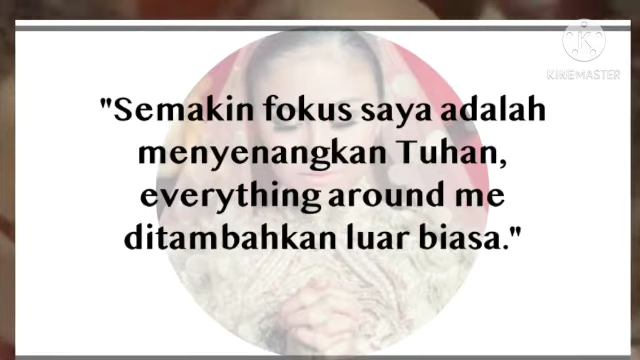 KINEMASTER
"Semakin fokus saya adalah
menyenangkan Tuhan,
everything around me
ditambahkan luar biasa."